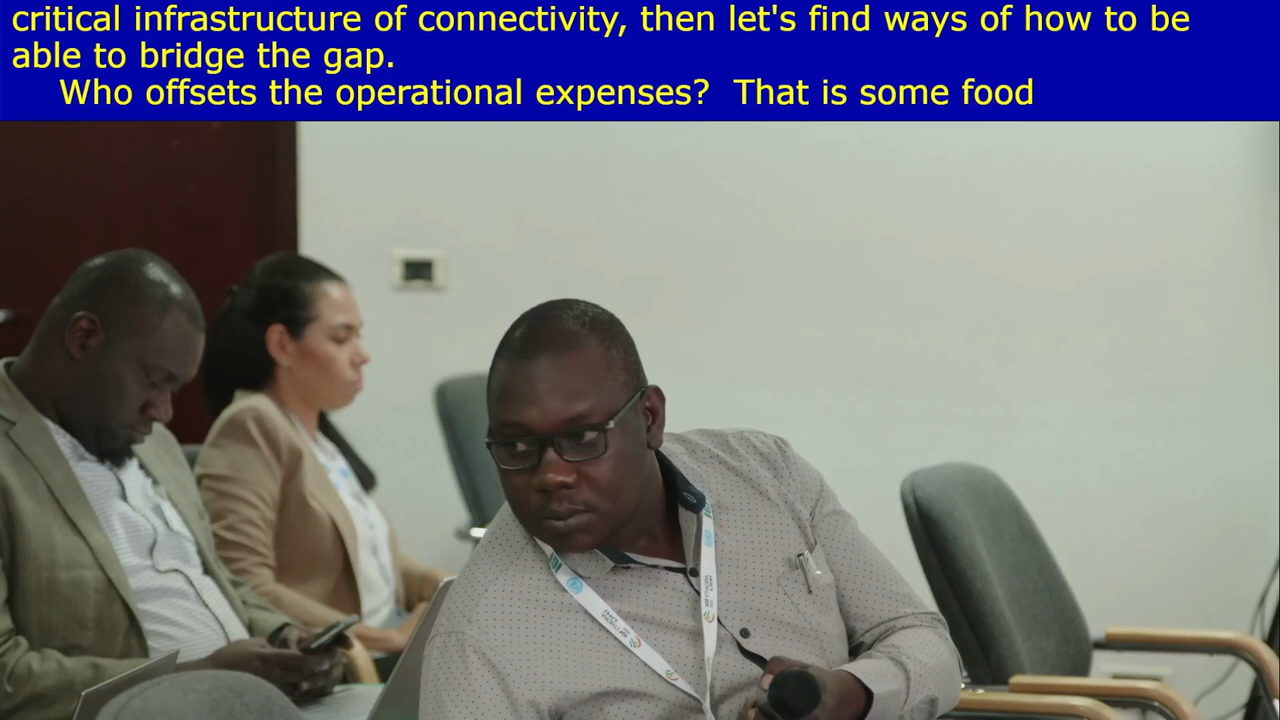 critical infrastructure of connectivity, then let's find ways of how to be
able to bridge the gap.
Who offsets the operational expenses?  That is some food